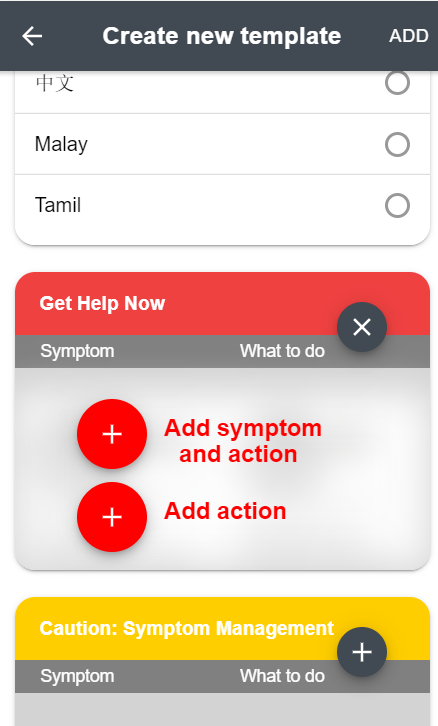 Create new template
ADD
中文
Malay
Tamil
Get Help Now
Symptom
What to do
Add symptom
and action
Add action
Caution: Symptom Management
Symptom
What to do